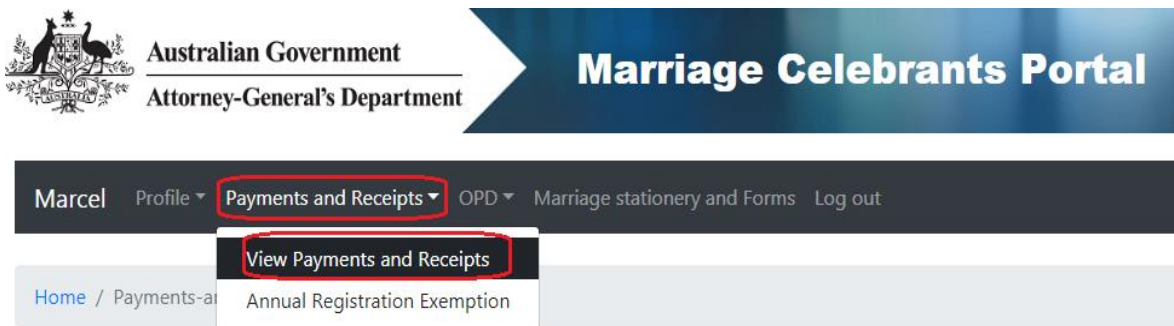 Australian Government
Attorney-General's Department
Marriage Celebrants Portal
Marcel Profile Payments and Receipts OPD Marriage stationery and Forms Log out
View Payments and Receipts
Home / Payments-a
Annual Registration Exemption